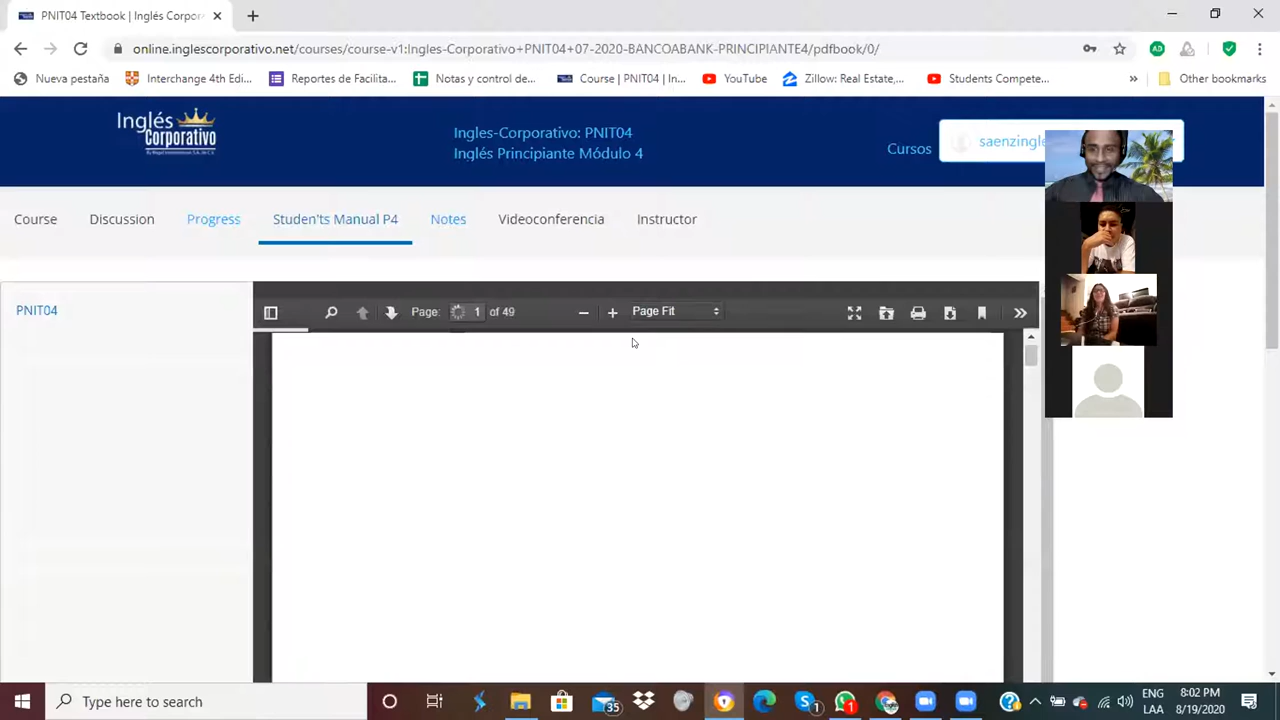 PNIT04 Textbook | Inglés Corpor
online.inglescorporativo.net/courses/course-v1:Ingles-Corporativo+PNIT04+07-2020-BANCOABANK-PRINCIPIANTE4/pdfbook/0/
Nueva pestaña
Interchange 4th Edi...
Reportes de Facilita...
Notas y control de...
Course | PNIT04 | In...
YouTube
Zillow: Real Estate,...
Students Compete...
»
Other bookmarks
Inglés
Corporativo
Ingles-Corporativo: PNIT04
Inglés Principiante Módulo 4
Cursos
saenzingle
Course
Discussion
Progress
Studen'ts Manual P4
Notes
Videoconferencia
Instructor
PNIT04
Page: 1 of 49
Page Fit
Type here to search
35
1
1
ENG
LAA
8:02 PM
8/19/2020